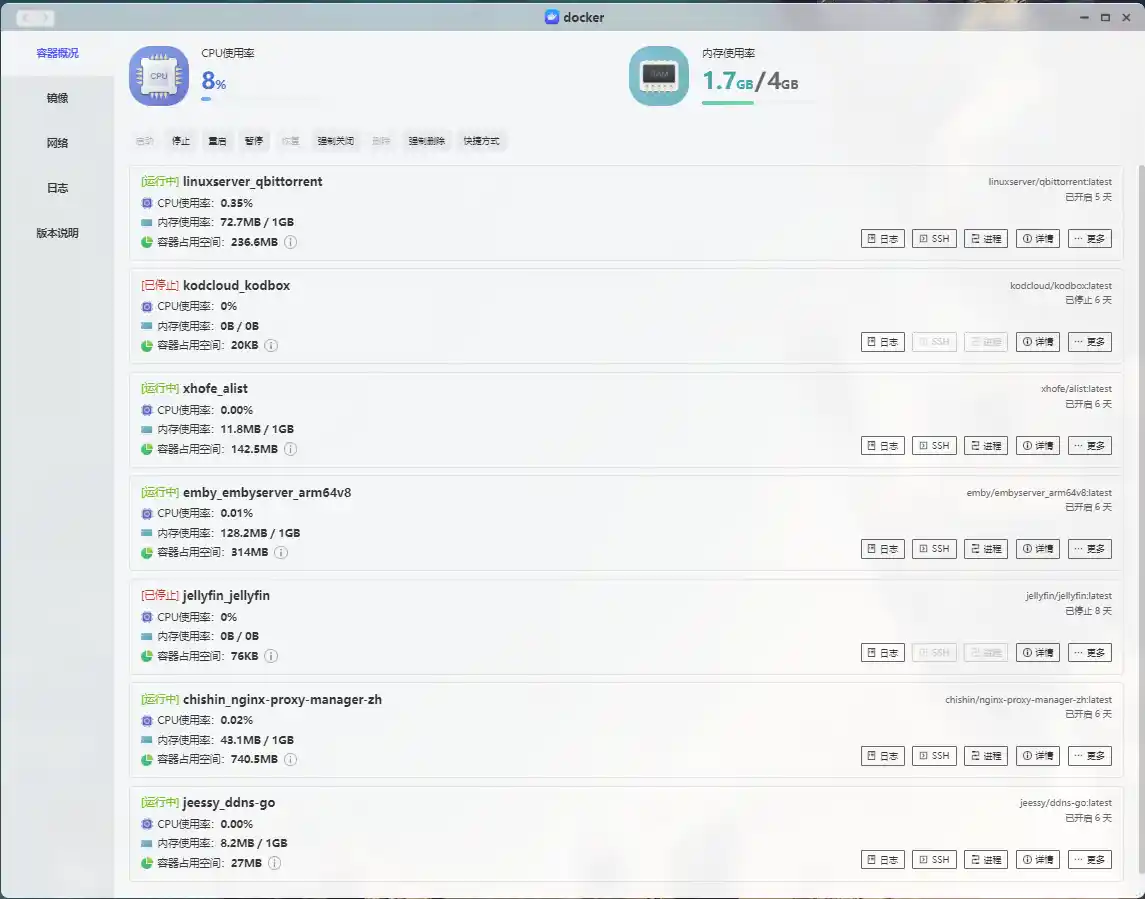 docker
容器概况
镜像
网络
日志
版本说明
CPU
CPU使用率
8%
RAM
内存使用率
1.7GB/4GB
启动 停止 重启 暂停 恢复 强制关闭 删除 强制删除 快捷方式
[运行中] linuxserver_qbittorrent
linuxserver/qbittorrent:latest
已开启 5 天
CPU使用率: 0.35%
内存使用率: 72.7MB / 1GB
容器占用空间: 236.6MB
日志 SSH 进程 详情 更多
[已停止] kodcloud_kodbox
kodcloud/kodbox:latest
已停止 6 天
CPU使用率: 0%
内存使用率: 0B / 0B
容器占用空间: 20KB
日志 SSH 进程 详情 更多
[运行中] xhofe_alist
xhofe/alist:latest
已开启 6 天
CPU使用率: 0.00%
内存使用率: 11.8MB / 1GB
容器占用空间: 142.5MB
日志 SSH 进程 详情 更多
[运行中] emby_embyserver_arm64v8
emby/embyserver_arm64v8:latest
已开启 6 天
CPU使用率: 0.01%
内存使用率: 128.2MB / 1GB
容器占用空间: 314MB
日志 SSH 进程 详情 更多
[已停止] jellyfin_jellyfin
jellyfin/jellyfin:latest
已停止 8 天
CPU使用率: 0%
内存使用率: 0B / 0B
容器占用空间: 76KB
日志 SSH 进程 详情 更多
[运行中] chishin_nginx-proxy-manager-zh
chishin/nginx-proxy-manager-zh:latest
已开启 6 天
CPU使用率: 0.02%
内存使用率: 43.1MB / 1GB
容器占用空间: 740.5MB
日志 SSH 进程 详情 更多
[运行中] jeessy_ddns-go
jeessy/ddns-go:latest
已开启 6 天
CPU使用率: 0.00%
内存使用率: 8.2MB / 1GB
容器占用空间: 27MB
日志 SSH 进程 详情 更多